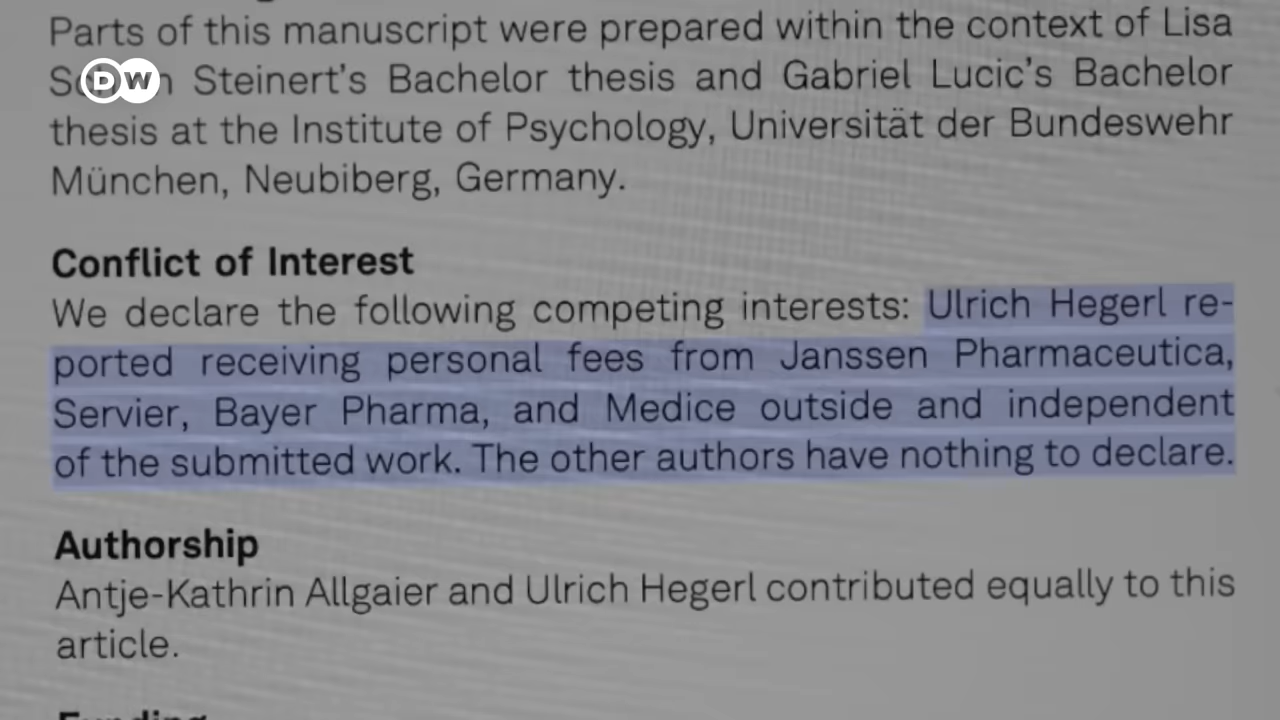 Parts of this manuscript were prepared within the context of Lisa
Steinert's Bachelor thesis and Gabriel Lucic's Bachelor
DW
thesis at the Institute of Psychology, Universität der Bundeswehr
München, Neubiberg, Germany.
Conflict of Interest
We declare the following competing interests: Ulrich Hegerl re-
ported receiving personal fees from Janssen Pharmaceutica,
Servier, Bayer Pharma, and Medice outside and independent
of the submitted work. The other authors have nothing to declare.
Authorship
Antje-Kathrin Allgaier and Ulrich Hegerl contributed equally to this
article.
Funding